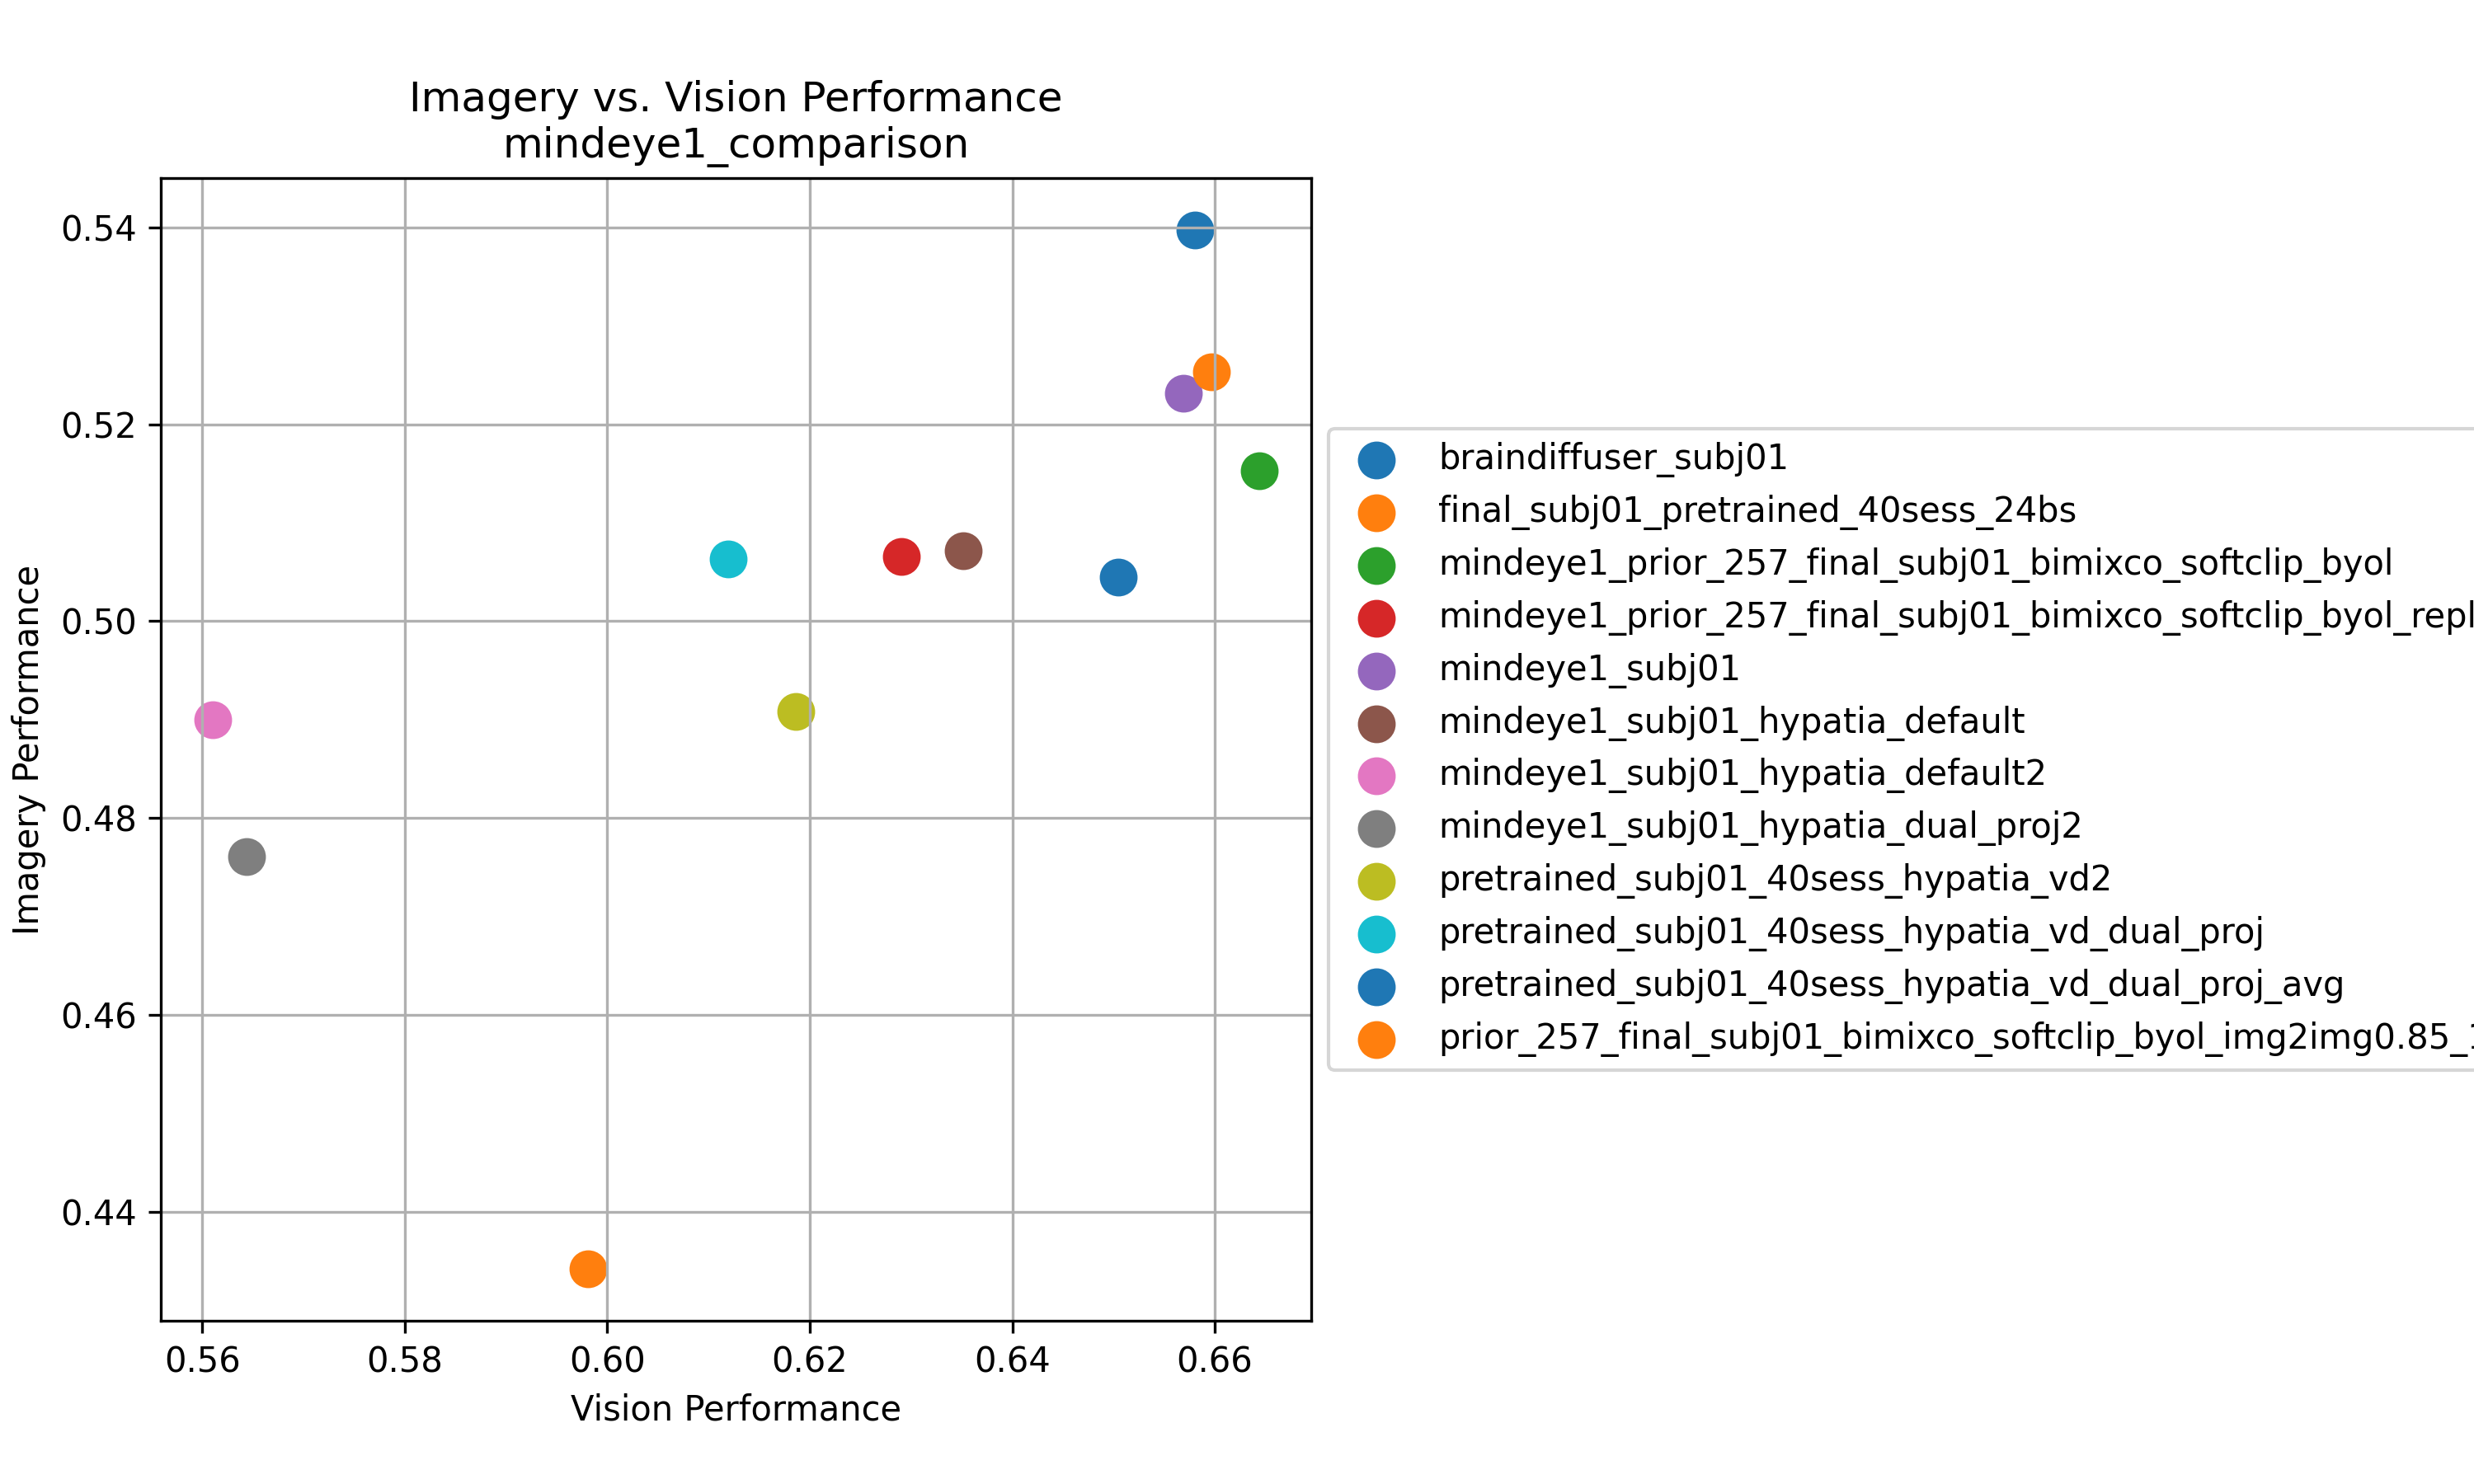 Imagery vs. Vision Performance
mindeye1_comparison
0.54
0.52
0.50
0.48
0.46
0.44
Imagery Performance
0.56 0.58 0.60 0.62 0.64 0.66
Vision Performance
braindiffuser_subj01
final_subj01_pretrained_40sess_24bs
mindeye1_prior_257_final_subj01_bimixco_softclip_byol
mindeye1_prior_257_final_subj01_bimixco_softclip_byol_repl
mindeye1_subj01
mindeye1_subj01_hypatia_default
mindeye1_subj01_hypatia_default2
mindeye1_subj01_hypatia_dual_proj2
pretrained_subj01_40sess_hypatia_vd2
pretrained_subj01_40sess_hypatia_vd_dual_proj
pretrained_subj01_40sess_hypatia_vd_dual_proj_avg
prior_257_final_subj01_bimixco_softclip_byol_img2img0.85_